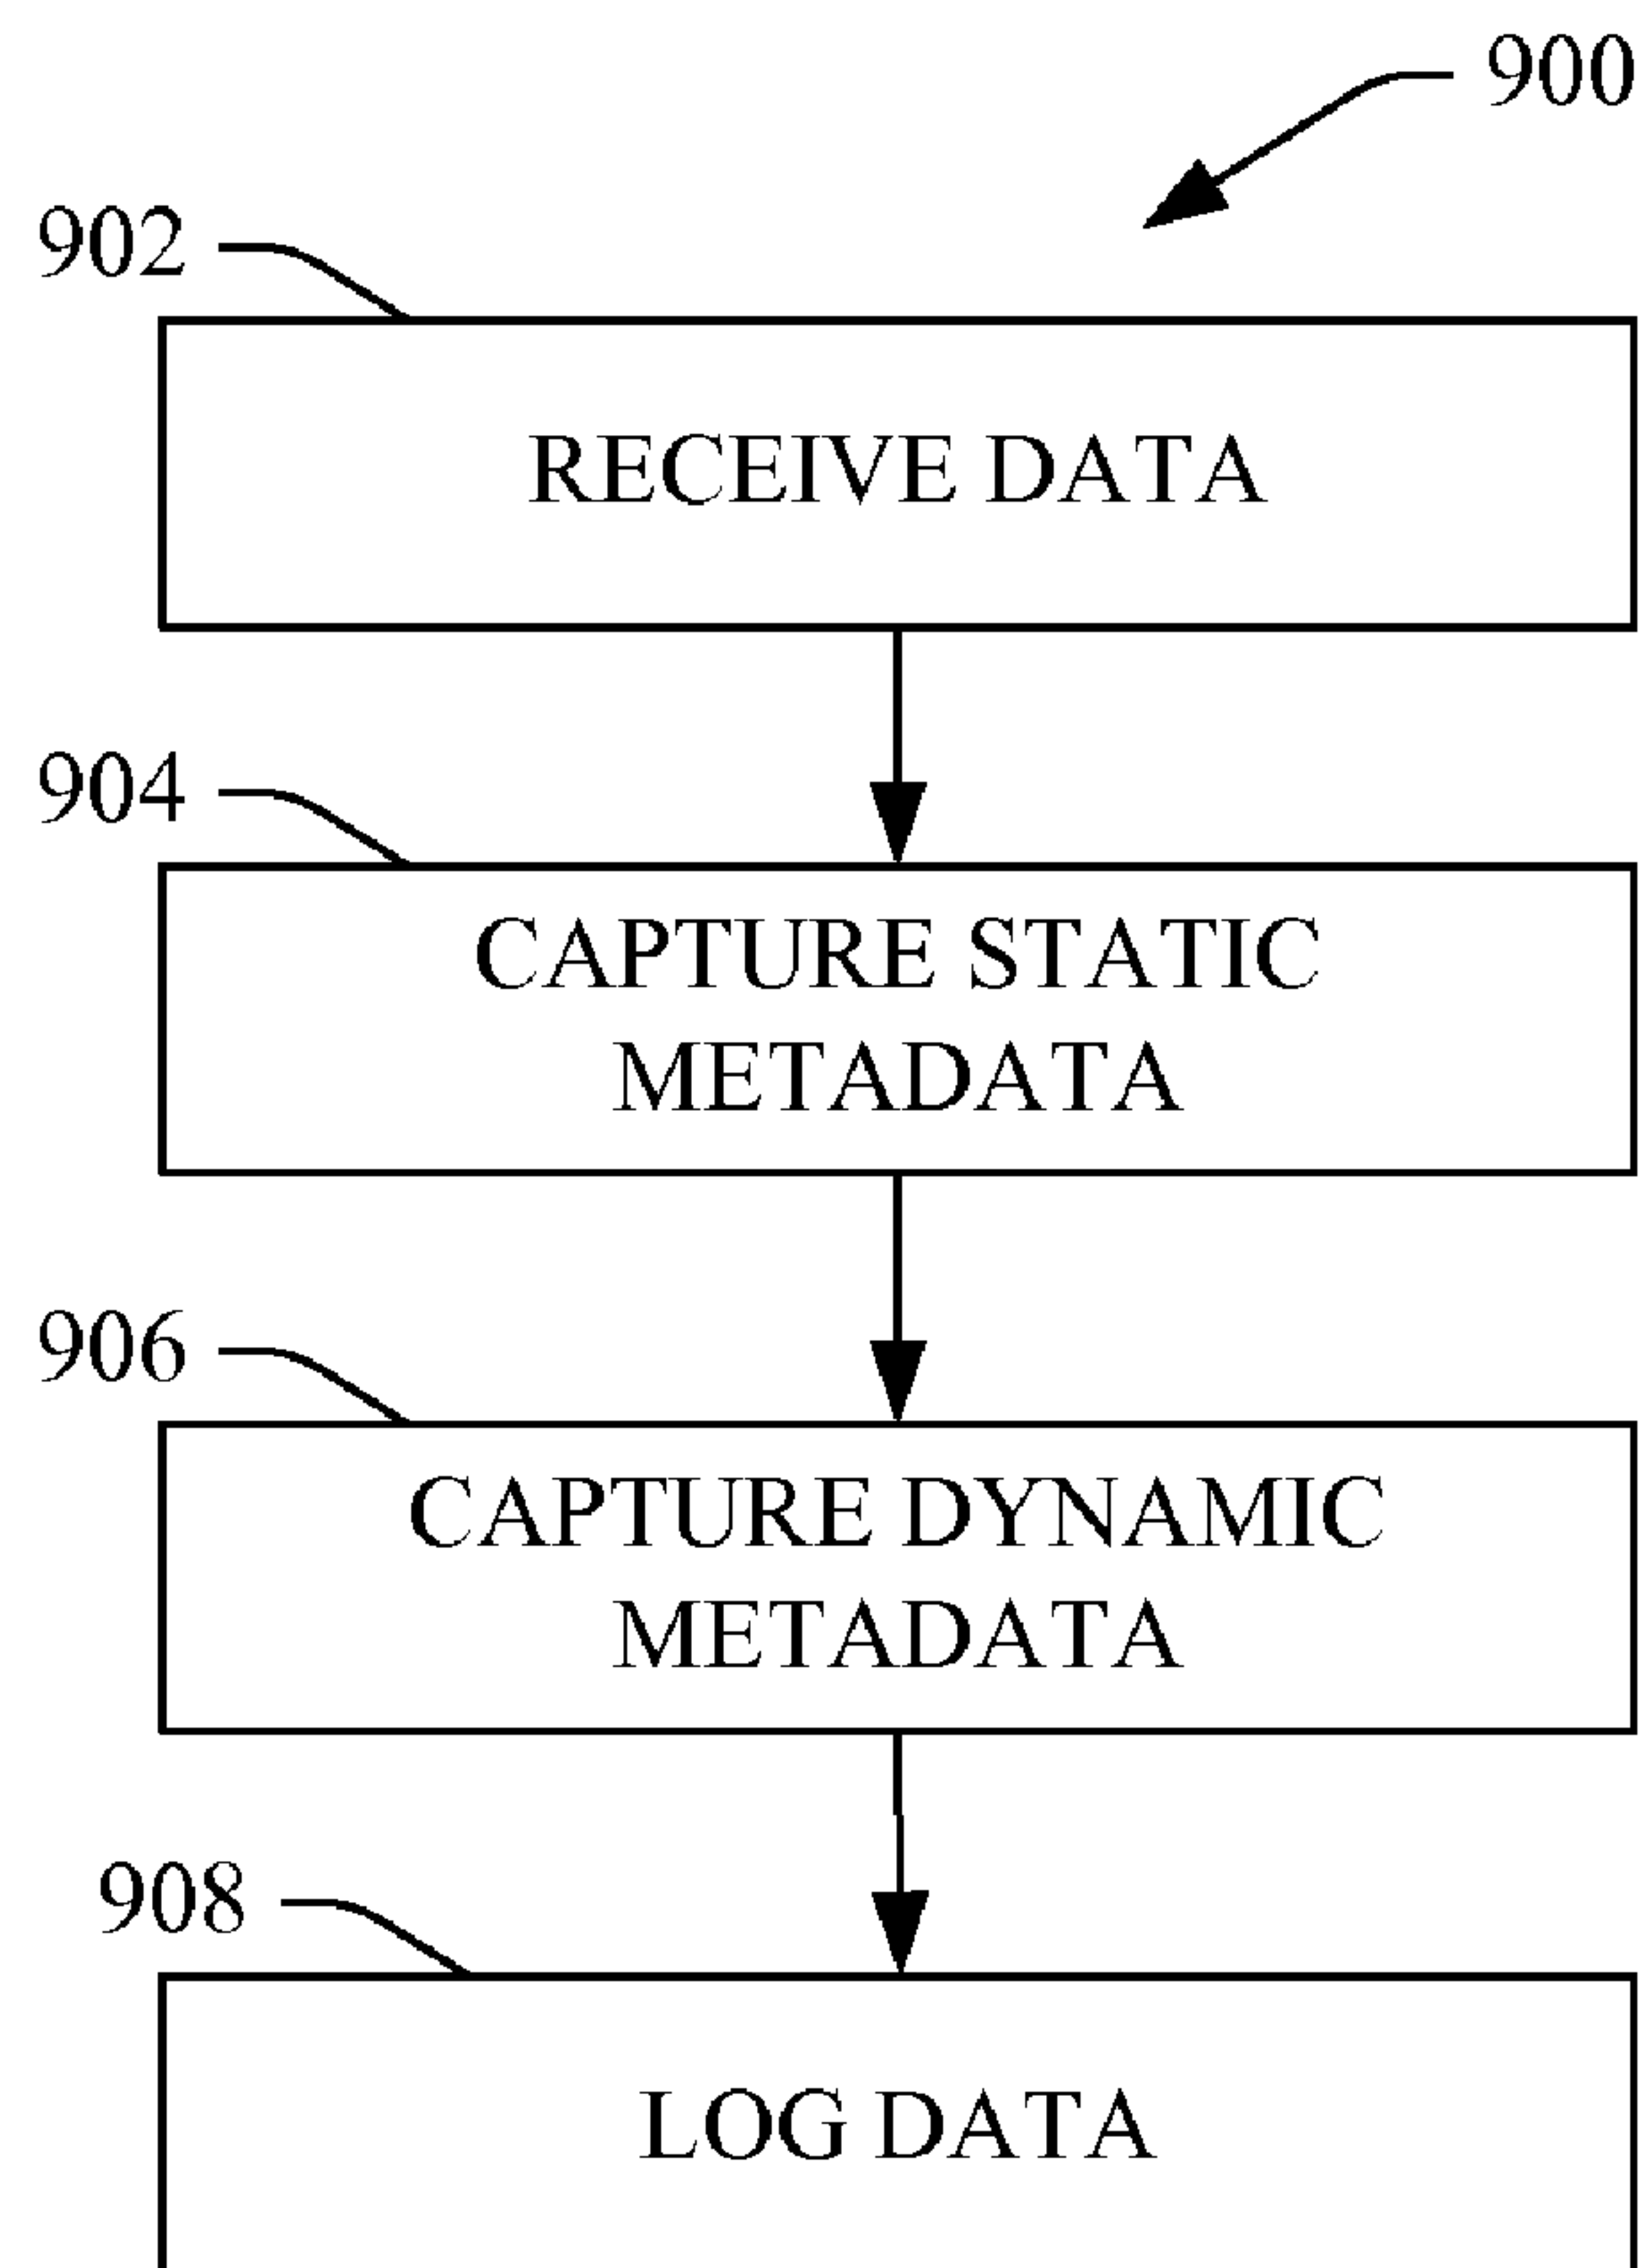 900
902
RECEIVE DATA
904
CAPTURE STATIC
METADATA
906
CAPTURE DYNAMIC
METADATA
908
LOG DATA